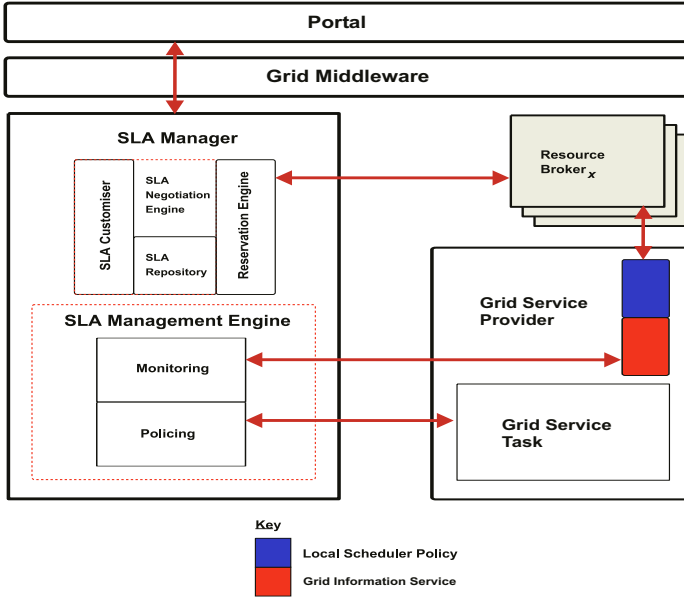 Portal
Grid Middleware
SLA Manager
SLA Customiser
SLA
Negotiation
Engine
SLA
Repository
Reservation Engine
Resource
Broker x
SLA Management Engine
Monitoring
Policing
Grid Service
Provider
Grid Service
Task
Key
Local Scheduler Policy
Grid Information Service